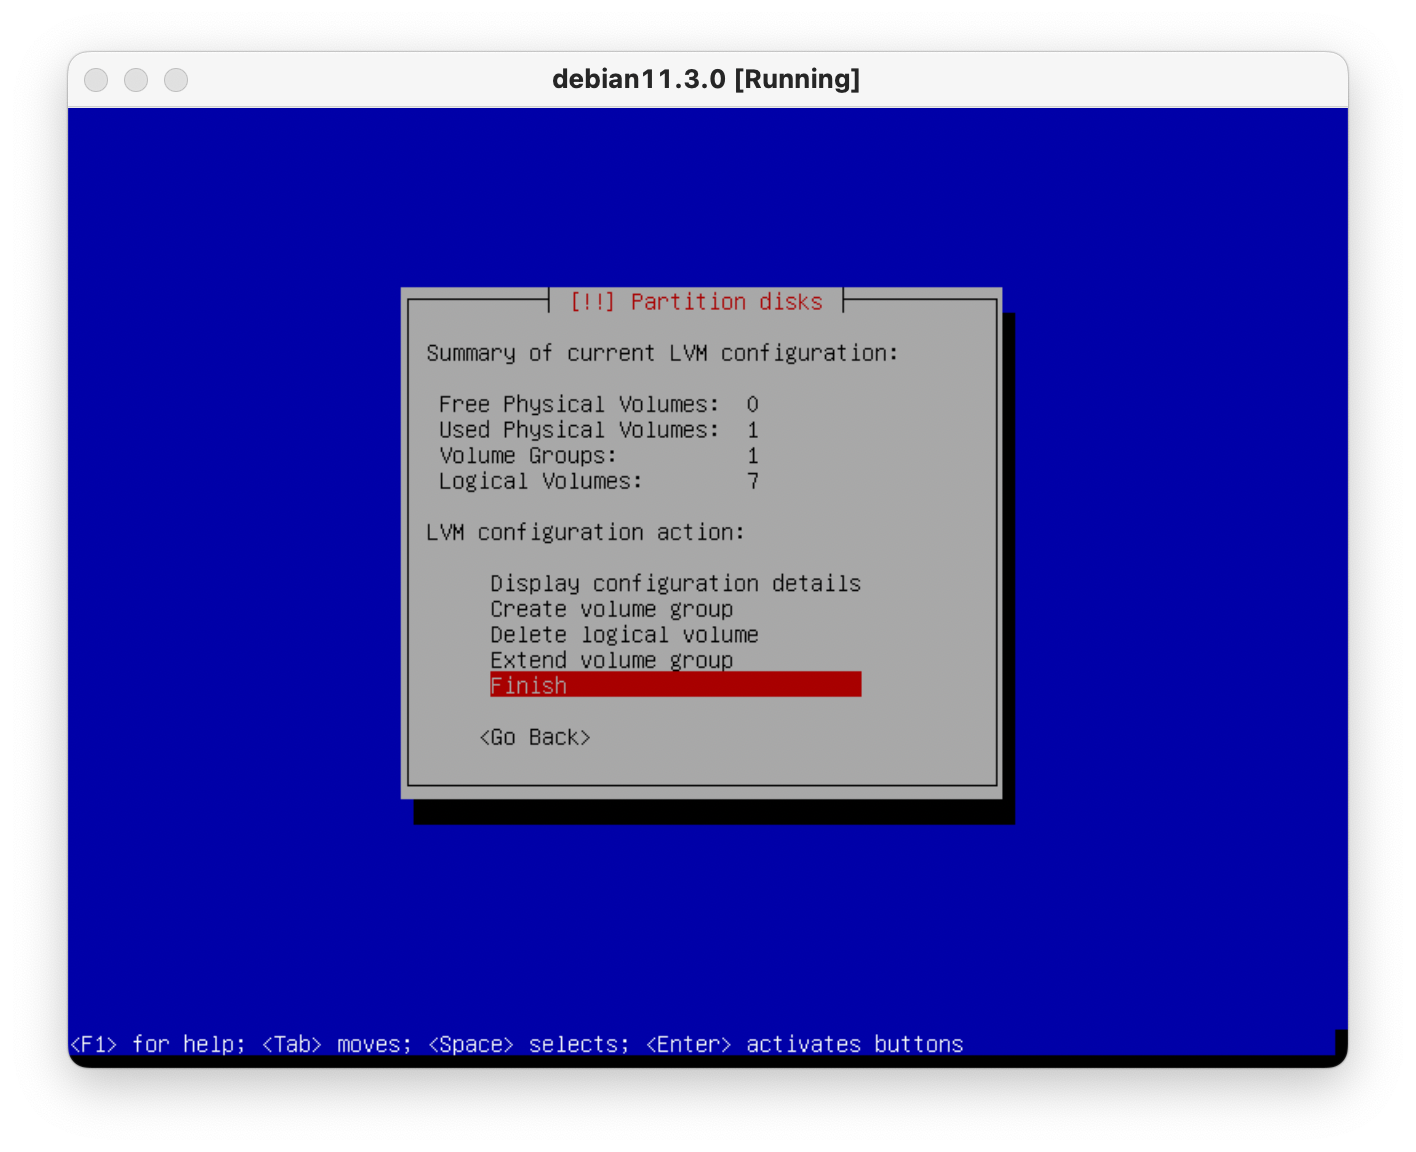 debian11.3.0 [Running]
[!!] Partition disks
Summary of current LVM configuration:
Free Physical Volumes: 0
Used Physical Volumes: 1
Volume Groups: 1
Logical Volumes: 7
LVM configuration action:
Display configuration details
Create volume group
Delete logical volume
Extend volume group
Finish
<Go Back>
<F1> for help; <Tab> moves; <Space> selects; <Enter> activates buttons